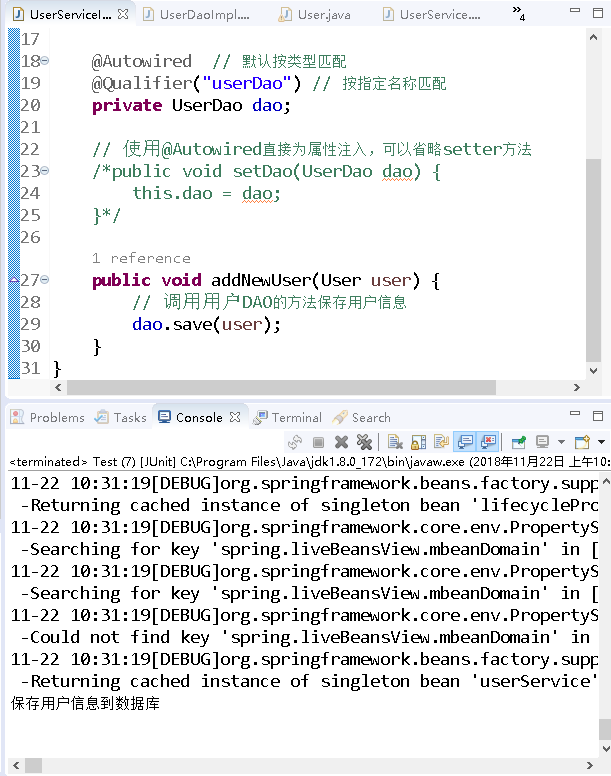 UserServiceI...
UserDaoImpl....
User.java
UserService....
4
17
18 @Autowired // 默认按类型匹配
19 @Qualifier("userDao") // 按指定名称匹配
20 private UserDao dao;
21
22 // 使用@Autowired直接为属性注入，可以省略setter方法
23 /*public void setDao(UserDao dao) {
24 this.dao = dao;
25 }*/
26
1 reference
27 public void addNewUser(User user) {
28 // 调用用户DAO的方法保存用户信息
29 dao.save(user);
30 }
31 }
Problems Tasks Console Terminal Search
<terminated> Test (7) [JUnit] C:\Program Files\Java\jdk1.8.0_172\bin\javaw.exe (2018年11月22日 上午10:
11-22 10:31:19[DEBUG]org.springframework.beans.factory.supp
-Returning cached instance of singleton bean 'lifecyclePro
11-22 10:31:19[DEBUG]org.springframework.core.env.PropertyS
-Searching for key 'spring.liveBeansView.mbeanDomain' in [
11-22 10:31:19[DEBUG]org.springframework.core.env.PropertyS
-Searching for key 'spring.liveBeansView.mbeanDomain' in [
11-22 10:31:19[DEBUG]org.springframework.core.env.PropertyS
-Could not find key 'spring.liveBeansView.mbeanDomain' in
11-22 10:31:19[DEBUG]org.springframework.beans.factory.supp
-Returning cached instance of singleton bean 'userService'
保存用户信息到数据库